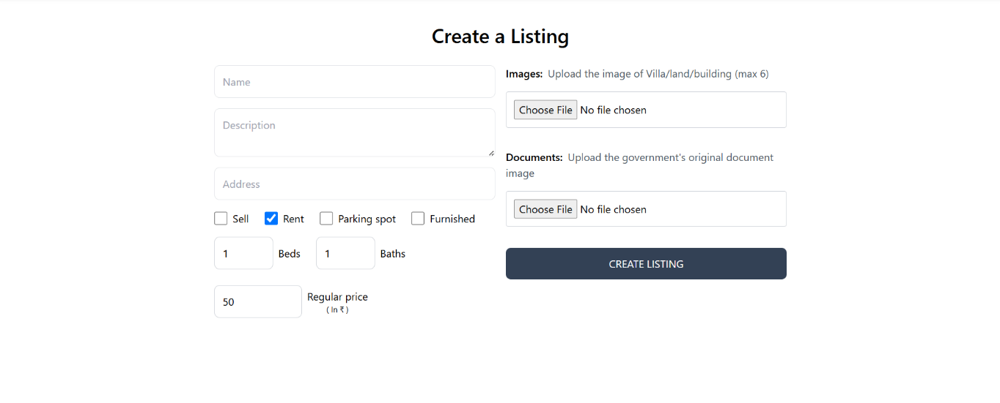 Create a Listing
Name
Description
Address
Sell Rent Parking spot Furnished
1 Beds 1 Baths
50 Regular price
( In ₹ )
Images: Upload the image of Villa/land/building (max 6)
Choose File No file chosen
Documents: Upload the government's original document
image
Choose File No file chosen
CREATE LISTING